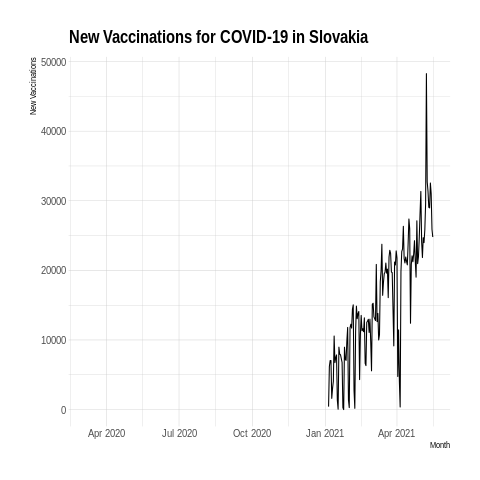 New Vaccinations for COVID-19 in Slovakia
New Vaccinations
50000
40000
30000
20000
10000
0
Apr 2020 Jul 2020 Oct 2020 Jan 2021 Apr 2021
Month